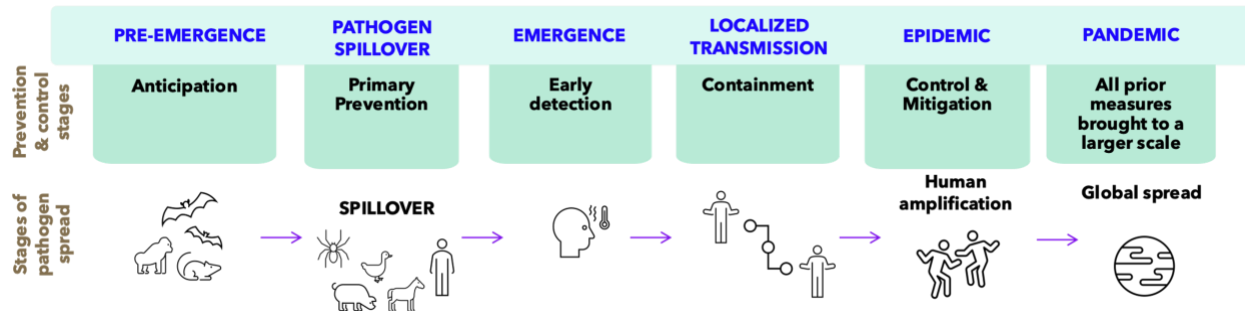 PRE-EMERGENCE
PATHOGEN
SPILLOVER
EMERGENCE
LOCALIZED
TRANSMISSION
EPIDEMIC
PANDEMIC
Prevention
& control
stages
Anticipation
Primary
Prevention
Early
detection
Containment
Control &
Mitigation
All prior
measures
brought to a
larger scale
Stages of
pathogen
spread
SPILLOVER
Human
amplification
Global spread